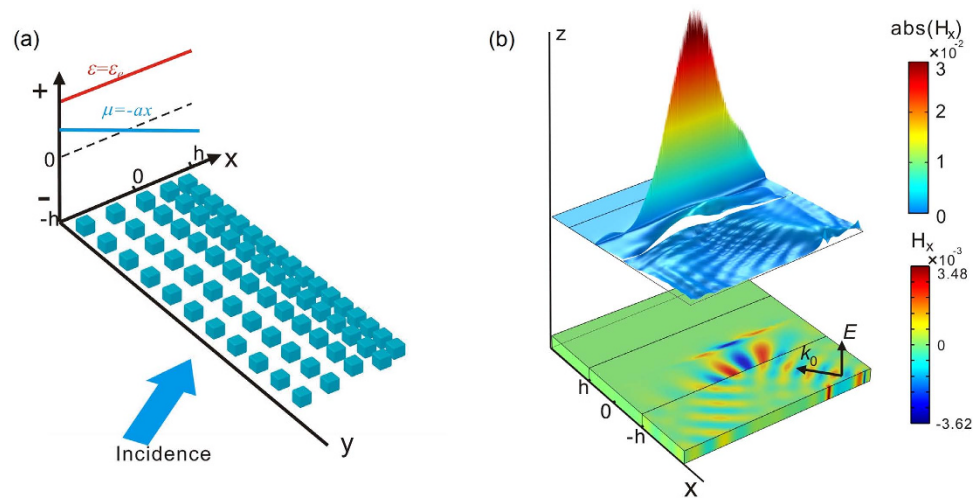 (a)
ε=εₑ
+
μ=-ax
0
-
-h
0
h
x
y
Incidence
(b)
z
h
0
-h
x
k₀
E
abs(Hₓ)
×10⁻²
3
2
1
0
Hₓ
×10⁻³
3.48
0
-3.62